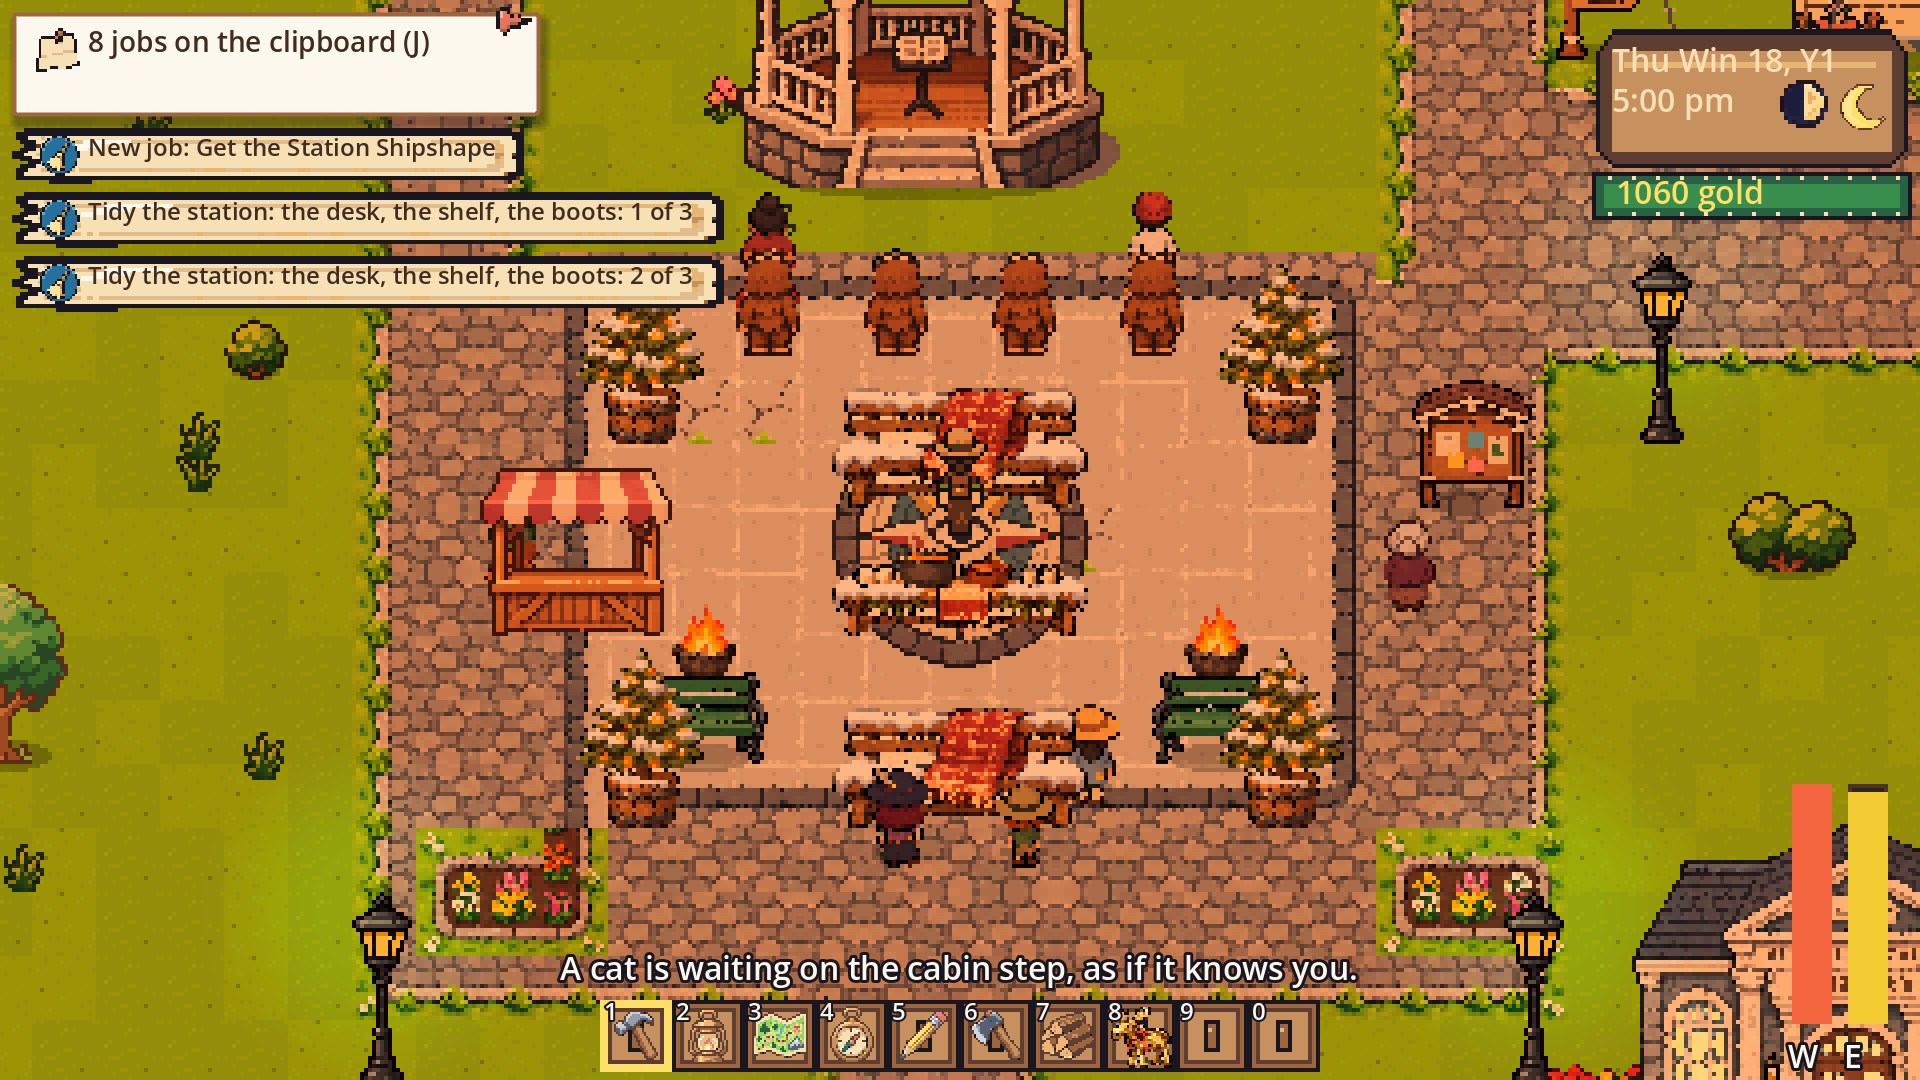 8 jobs on the clipboard (J)
New job: Get the Station Shipshape
Tidy the station: the desk, the shelf, the boots: 1 of 3
Tidy the station: the desk, the shelf, the boots: 2 of 3
Thu Win 18, Y1
5:00 pm
1060 gold
A cat is waiting on the cabin step, as if it knows you.
1 2 3 4 5 6 7 8 9 0
W E